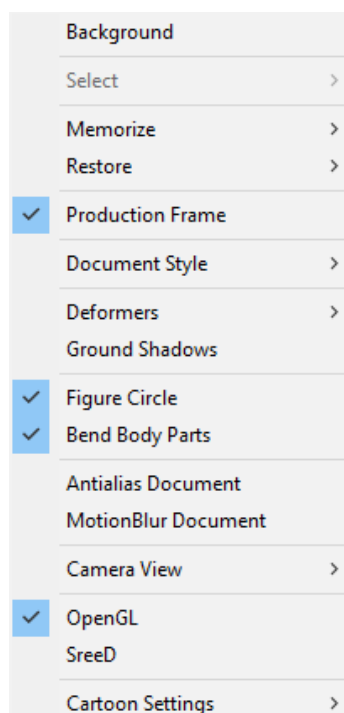 Background
Select
Memorize
Restore
Production Frame
Document Style
Deformers
Ground Shadows
Figure Circle
Bend Body Parts
Antialias Document
MotionBlur Document
Camera View
OpenGL
SreeD
Cartoon Settings